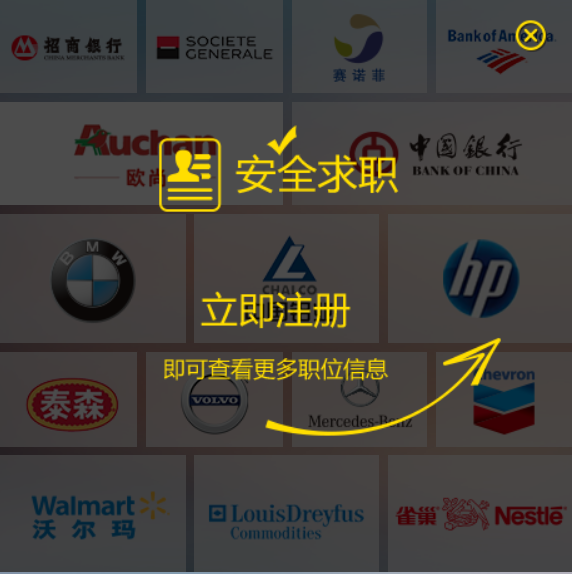 招商银行
CHINA MERCHANTS BANK
SOCIETE
GENERALE
赛诺菲
Bank of America
Auchan
欧尚
中國銀行
BANK OF CHINA
安全求职
BMW
CHALCO
hp
立即注册
即可查看更多职位信息
泰森
VOLVO
Mercedes-Benz
Chevron
Walmart
沃尔玛
LouisDreyfus
Commodities
雀巢 Nestlé